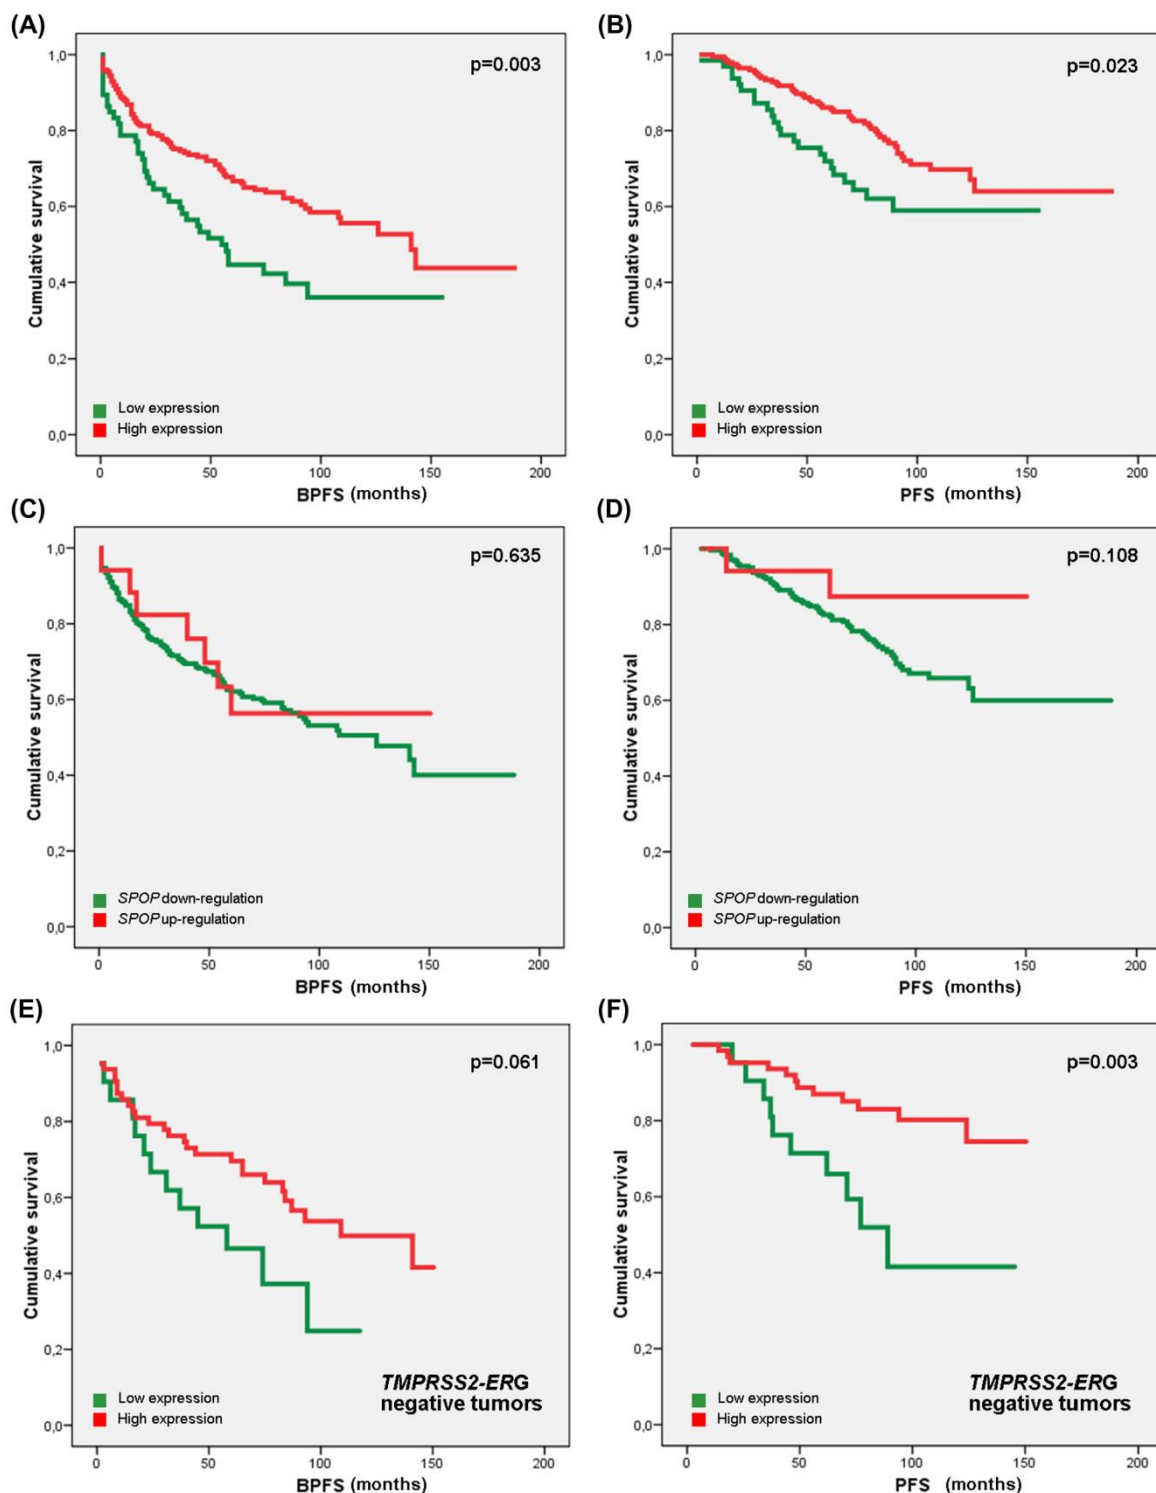 (A)
p=0.003
1,0
0,8
0,6
0,4
0,2
0,0
Cumulative survival
Low expression
High expression
0 50 100 150 200
BPFS (months)
(B)
p=0.023
1,0
0,8
0,6
0,4
0,2
0,0
Cumulative survival
Low expression
High expression
0 50 100 150 200
PFS (months)
(C)
p=0.635
1,0
0,8
0,6
0,4
0,2
0,0
Cumulative survival
SPOP down-regulation
SPOP up-regulation
0 50 100 150 200
BPFS (months)
(D)
p=0.108
1,0
0,8
0,6
0,4
0,2
0,0
Cumulative survival
SPOP down-regulation
SPOP up-regulation
0 50 100 150 200
PFS (months)
(E)
p=0.061
1,0
0,8
0,6
0,4
0,2
0,0
Cumulative survival
TMPRSS2-ERG
negative tumors
Low expression
High expression
0 50 100 150 200
BPFS (months)
(F)
p=0.003
1,0
0,8
0,6
0,4
0,2
0,0
Cumulative survival
TMPRSS2-ERG
negative tumors
Low expression
High expression
0 50 100 150 200
PFS (months)